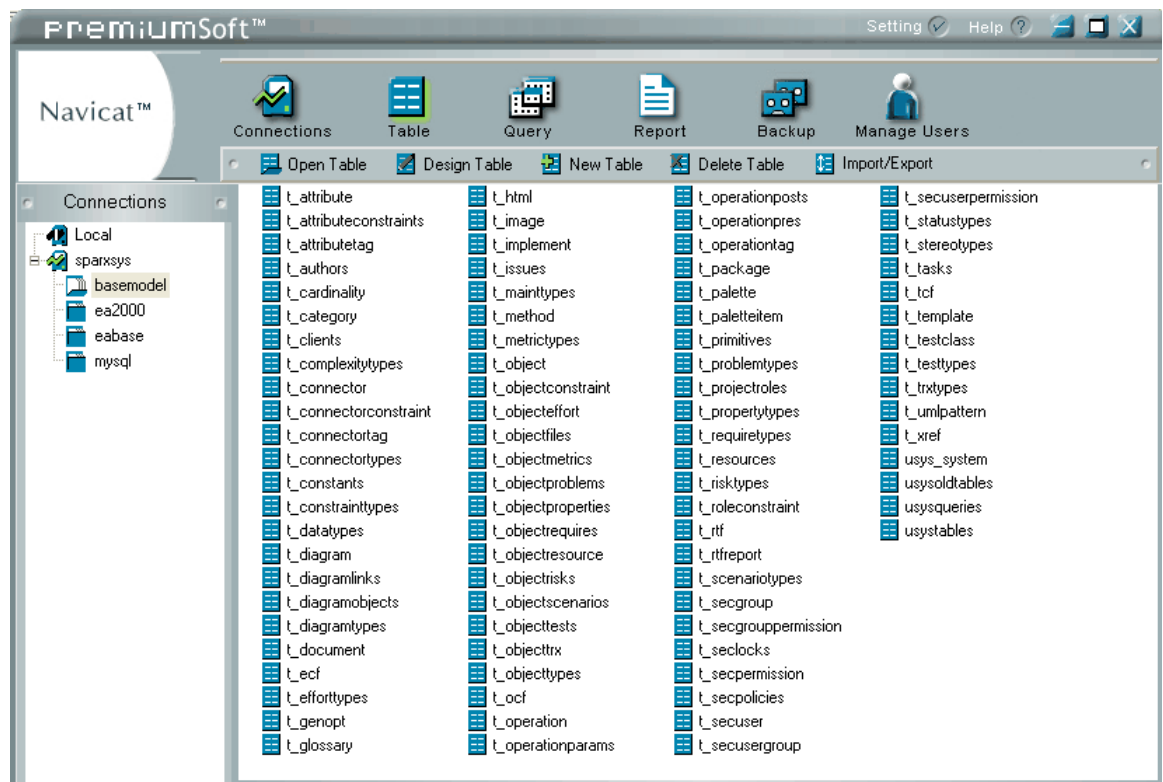 PremiumSoft™
Setting Help ?
Navicat™
Connections Table Query Report Backup Manage Users
Open Table Design Table New Table Delete Table Import/Export
Connections
Local
sparxsys
basemodel
ea2000
eabase
mysql
t_attribute
t_attributeconstraints
t_attributetag
t_authors
t_cardinality
t_category
t_clients
t_complexitytypes
t_connector
t_connectorconstraint
t_connectortag
t_connectortypes
t_constants
t_constrainttypes
t_datatypes
t_diagram
t_diagramlinks
t_diagramobjects
t_diagramtypes
t_document
t_ecf
t_efforttypes
t_genopt
t_glossary
t_html
t_image
t_implement
t_issues
t_mainttypes
t_method
t_metrictypes
t_object
t_objectconstraint
t_objecteffort
t_objectfiles
t_objectmetrics
t_objectproblems
t_objectproperties
t_objectrequires
t_objectresource
t_objectrisks
t_objectscenarios
t_objecttests
t_objecttrx
t_objecttypes
t_ocf
t_operation
t_operationparams
t_operationposts
t_operationpres
t_operationtag
t_package
t_palette
t_paletteitem
t_primitives
t_problemtypes
t_projectroles
t_propertytypes
t_requiretypes
t_resources
t_risktypes
t_roleconstraint
t_rtf
t_rtfreport
t_scenariotypes
t_secgroup
t_secgrouppermission
t_seclocks
t_secpermission
t_secpolicies
t_secuser
t_secusergroup
t_secuserpermission
t_statustypes
t_stereotypes
t_tasks
t_tcf
t_template
t_testclass
t_testtypes
t_trxtypes
t_umlpattern
t_xref
usys_system
usysoldtables
usysqueries
usystables